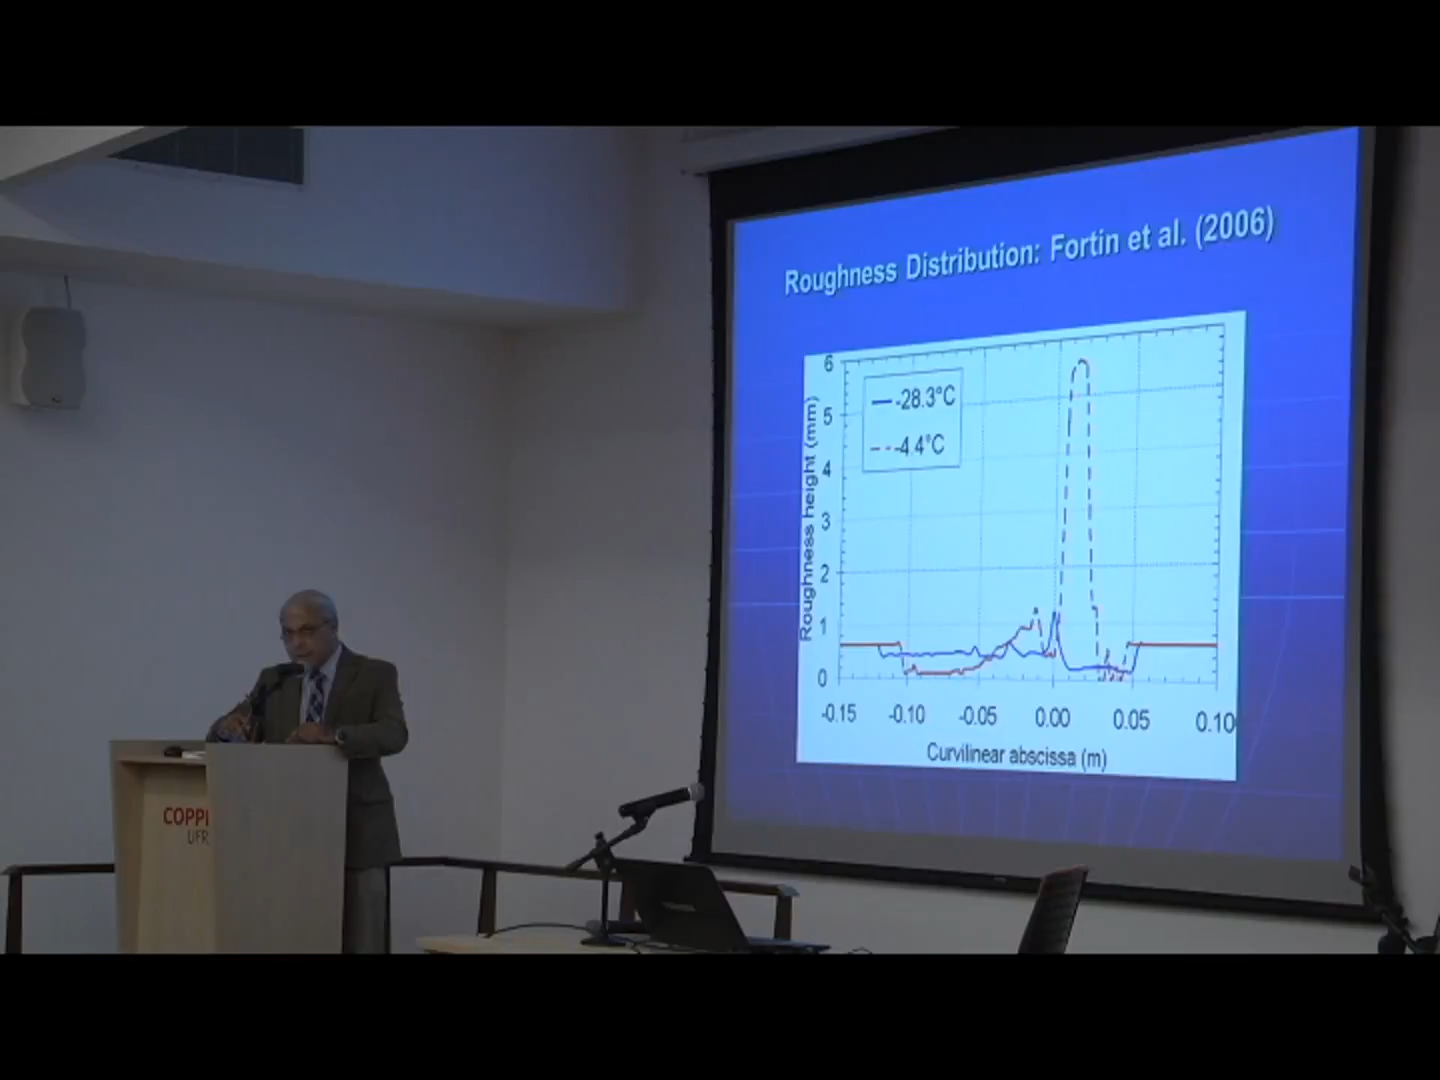 Roughness Distribution: Fortin et al. (2006)
6
5
4
3
2
1
0
Roughness height (mm)
-28.3°C
-4.4°C
-0.15 -0.10 -0.05 0.00 0.05 0.10
Curvilinear abscissa (m)
COPPE
UFR